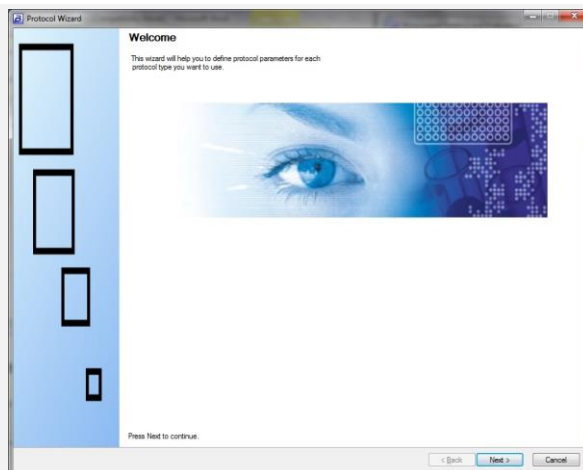 Protocol Wizard
Welcome
This wizard will help you to define protocol parameters for each
protocol type you want to use.
Press Next to continue.
< Back
Next >
Cancel